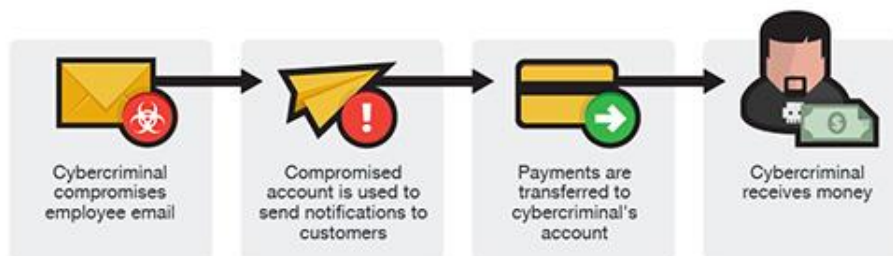 Cybercriminal
compromises
employee email
Compromised
account is used to
send notifications to
customers
Payments are
transferred to
cybercriminal's
account
Cybercriminal
receives money